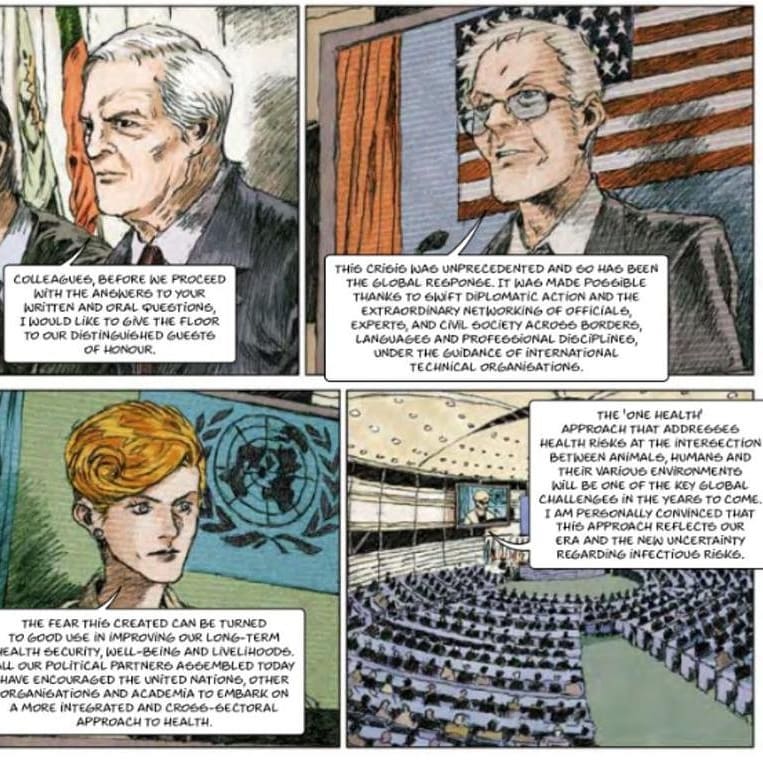 COLLEAGUES, BEFORE WE PROCEED
WITH THE ANSWERS TO YOUR
WRITTEN AND ORAL QUESTIONS,
I WOULD LIKE TO GIVE THE FLOOR
TO OUR DISTINGUISHED GUESTS
OF HONOUR.
THIS CRISIS WAS UNPRECEDENTED AND SO HAS BEEN
THE GLOBAL RESPONSE. IT WAS MADE POSSIBLE
THANKS TO SWIFT DIPLOMATIC ACTION AND THE
EXTRAORDINARY NETWORKING OF OFFICIALS,
EXPERTS, AND CIVIL SOCIETY ACROSS BORDERS,
LANGUAGES AND PROFESSIONAL DISCIPLINES,
UNDER THE GUIDANCE OF INTERNATIONAL
TECHNICAL ORGANISATIONS.
THE FEAR THIS CREATED CAN BE TURNED
TO GOOD USE IN IMPROVING OUR LONG-TERM
HEALTH SECURITY, WELL-BEING AND LIVELIHOODS.
ALL OUR POLITICAL PARTNERS ASSEMBLED TODAY
HAVE ENCOURAGED THE UNITED NATIONS, OTHER
ORGANISATIONS AND ACADEMIA TO EMBARK ON
A MORE INTEGRATED AND CROSS-SECTORAL
APPROACH TO HEALTH.
THE 'ONE HEALTH'
APPROACH THAT ADDRESSES
HEALTH RISKS AT THE INTERSECTION
BETWEEN ANIMALS, HUMANS AND
THEIR VARIOUS ENVIRONMENTS
WILL BE ONE OF THE KEY GLOBAL
CHALLENGES IN THE YEARS TO COME.
I AM PERSONALLY CONVINCED THAT
THIS APPROACH REFLECTS OUR
ERA AND THE NEW UNCERTAINTY
REGARDING INFECTIOUS RISKS.